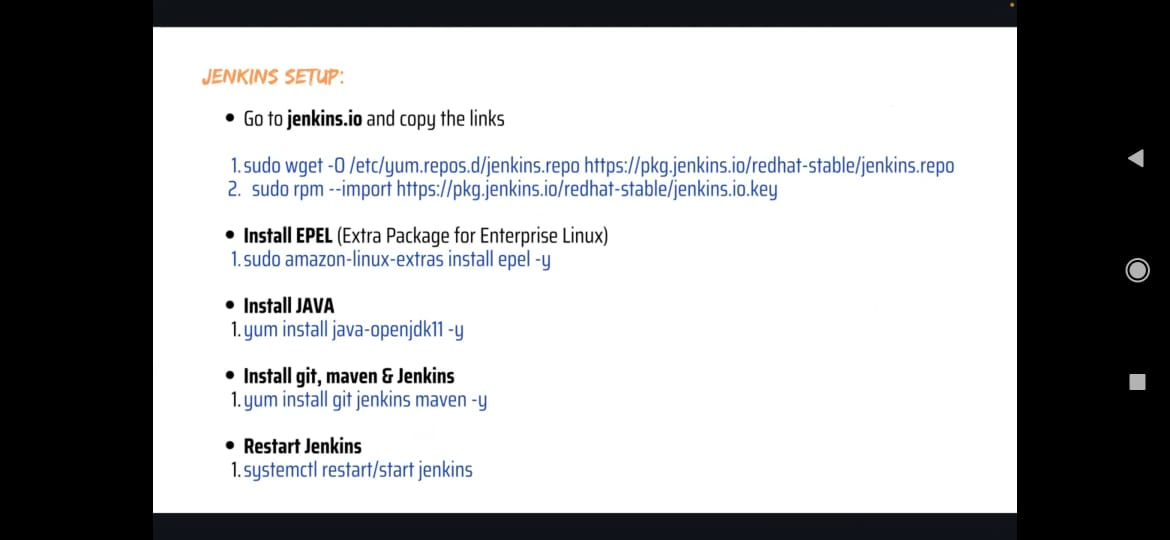 JENKINS SETUP:
• Go to jenkins.io and copy the links
1. sudo wget -O /etc/yum.repos.d/jenkins.repo https://pkg.jenkins.io/redhat-stable/jenkins.repo
2. sudo rpm --import https://pkg.jenkins.io/redhat-stable/jenkins.io.key
• Install EPEL (Extra Package for Enterprise Linux)
1. sudo amazon-linux-extras install epel -y
• Install JAVA
1. yum install java-openjdk11 -y
• Install git, maven & Jenkins
1. yum install git jenkins maven -y
• Restart Jenkins
1. systemctl restart/start jenkins